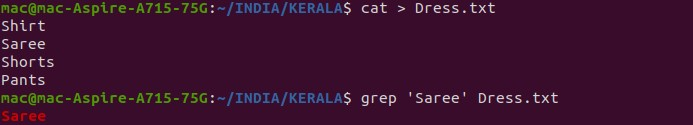 mac@mac-Aspire-A715-75G:~/INDIA/KERALA$ cat > Dress.txt
Shirt
Saree
Shorts
Pants
mac@mac-Aspire-A715-75G:~/INDIA/KERALA$ grep 'Saree' Dress.txt
Saree